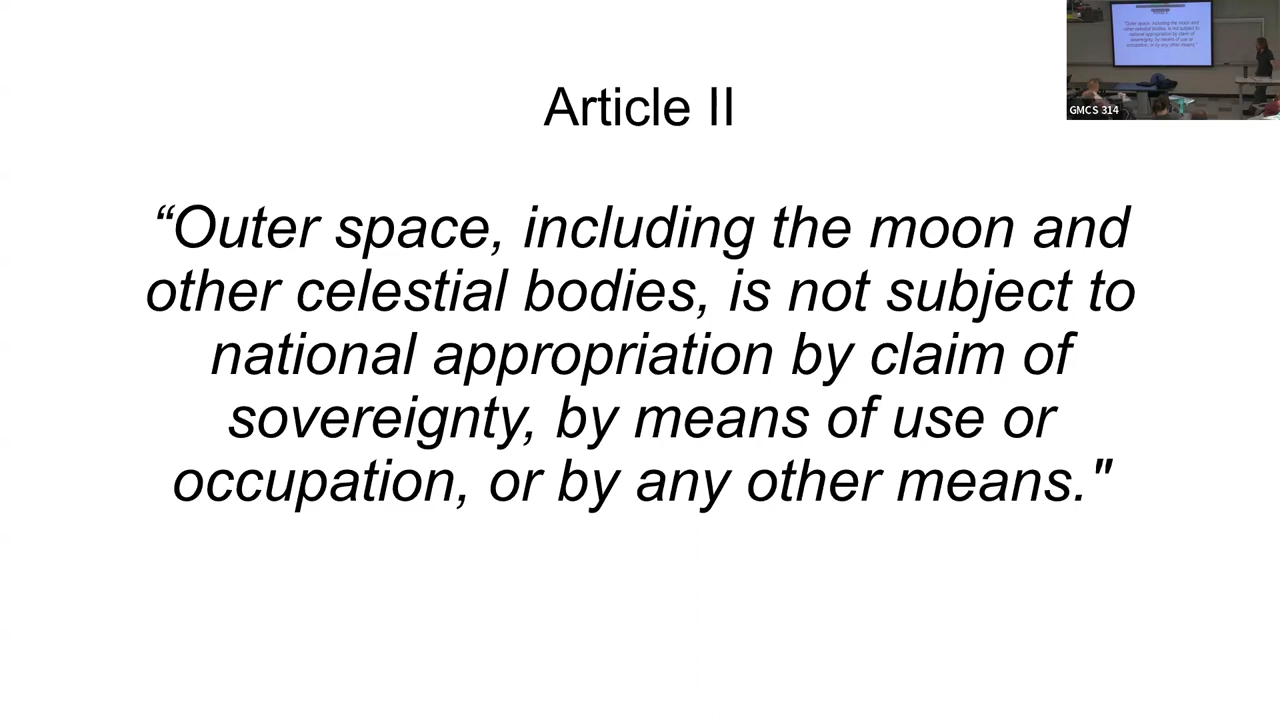 Article II
“Outer space, including the moon and
other celestial bodies, is not subject to
national appropriation by claim of
sovereignty, by means of use or
occupation, or by any other means."
GMCS 314